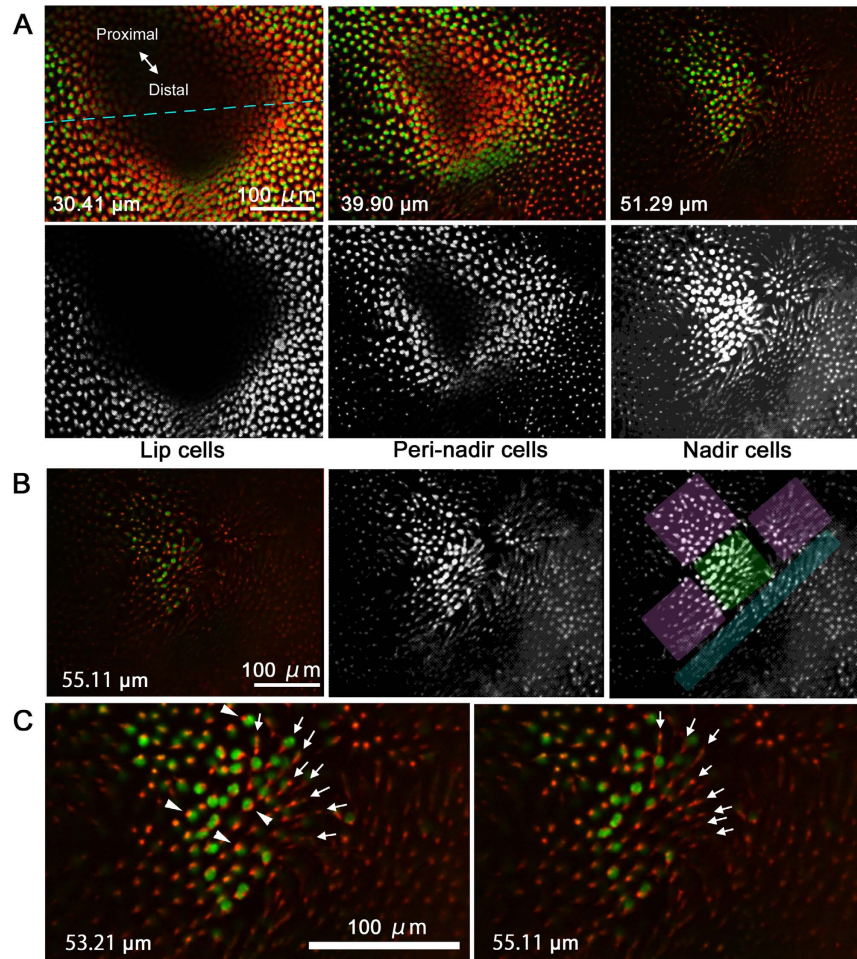 A
Proximal
Distal
30.41 μm
100 μm
39.90 μm
51.29 μm
Lip cells
Peri-nadir cells
Nadir cells
B
55.11 μm
100 μm
C
53.21 μm
100 μm
55.11 μm